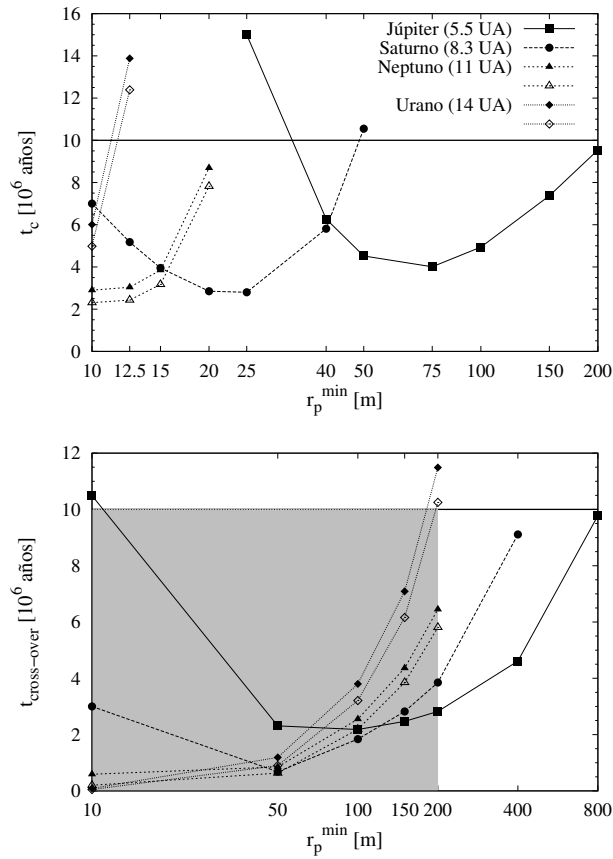 16
14
12
10
8
6
4
2
0
t_c [10^6 años]
Júpiter (5.5 UA)
Saturno (8.3 UA)
Neptuno (11 UA)
Urano (14 UA)
10 12.5 15 20 25 40 50 75 100 150 200
r_p^min [m]
12
10
8
6
4
2
0
t_cross−over [10^6 años]
10 50 100 150 200 400 800
r_p^min [m]